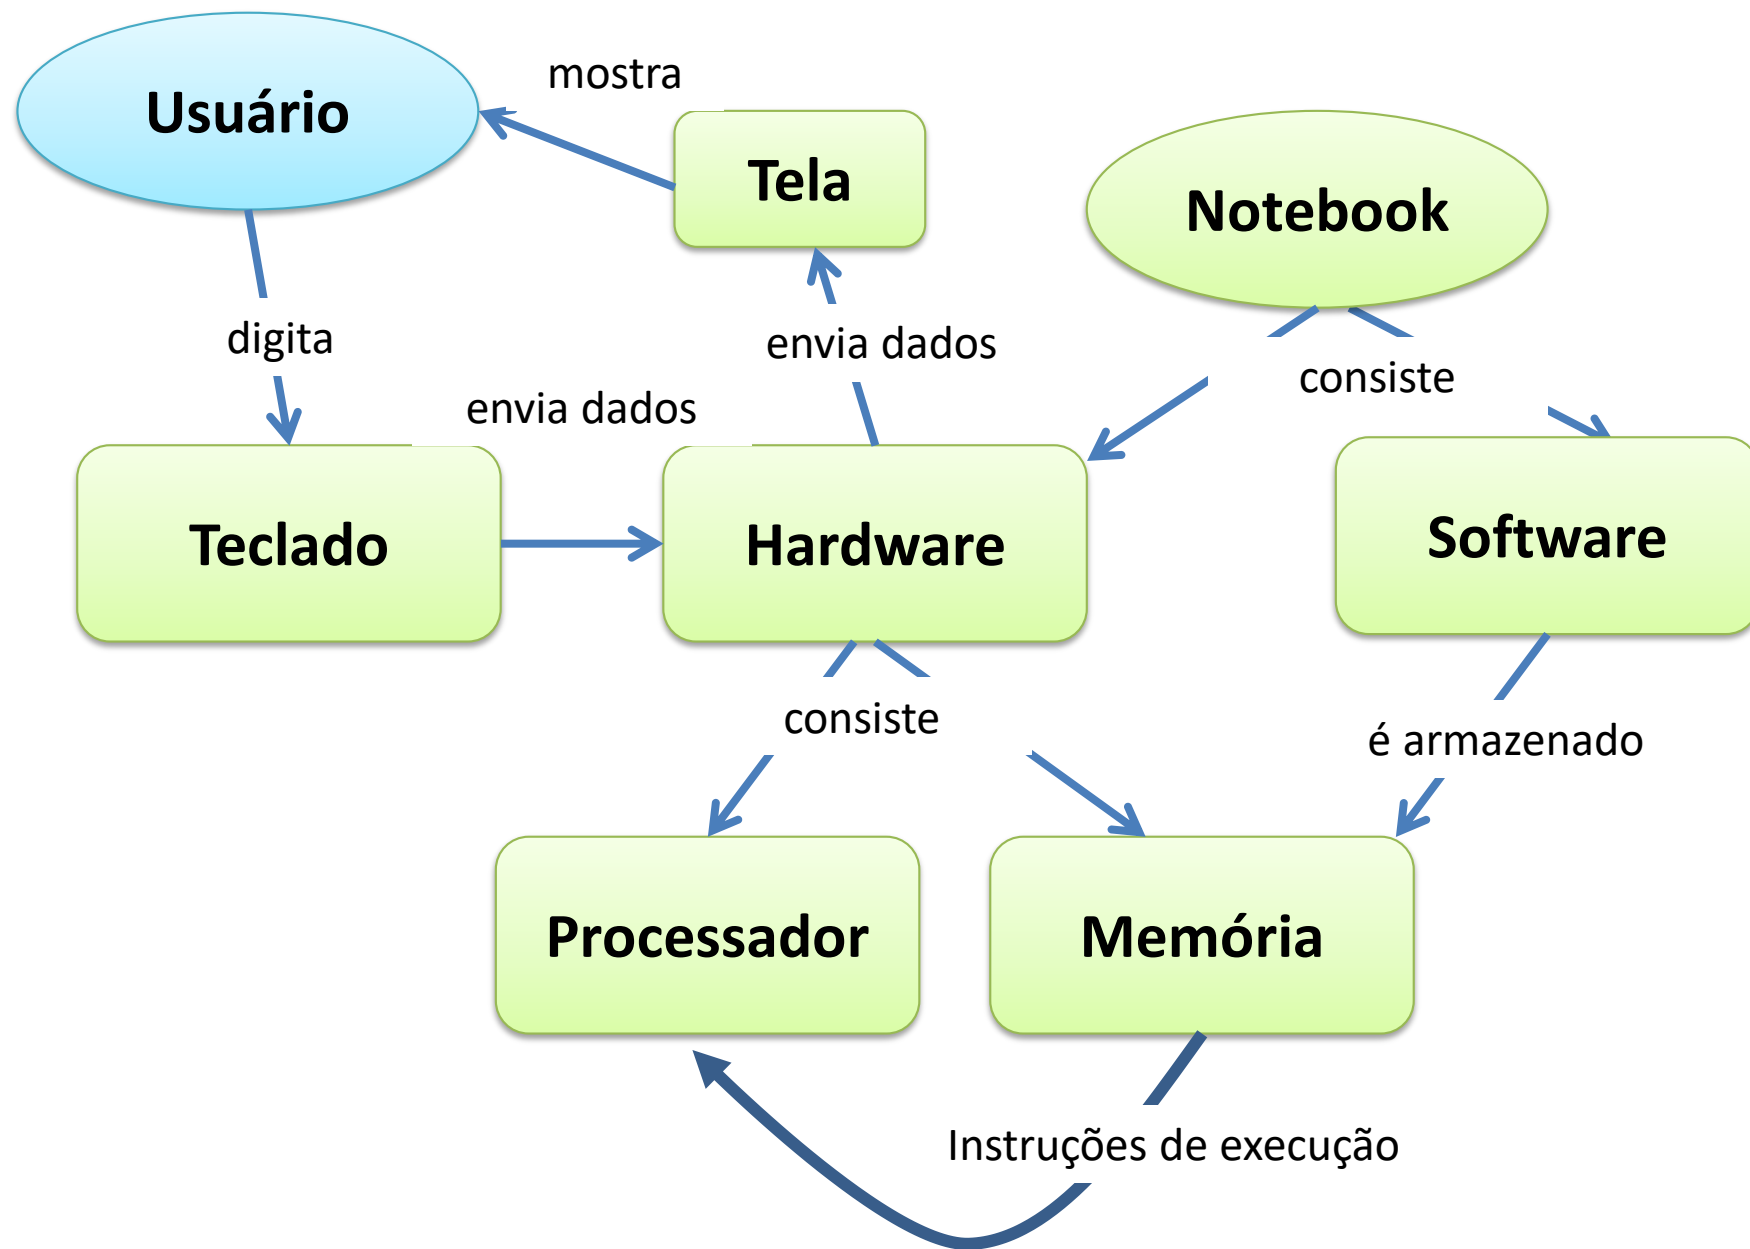 mostra
Usuário
Tela
Notebook
digita
envia dados
consiste
envia dados
Teclado
Hardware
Software
consiste
é armazenado
Processador
Memória
Instruções de execução